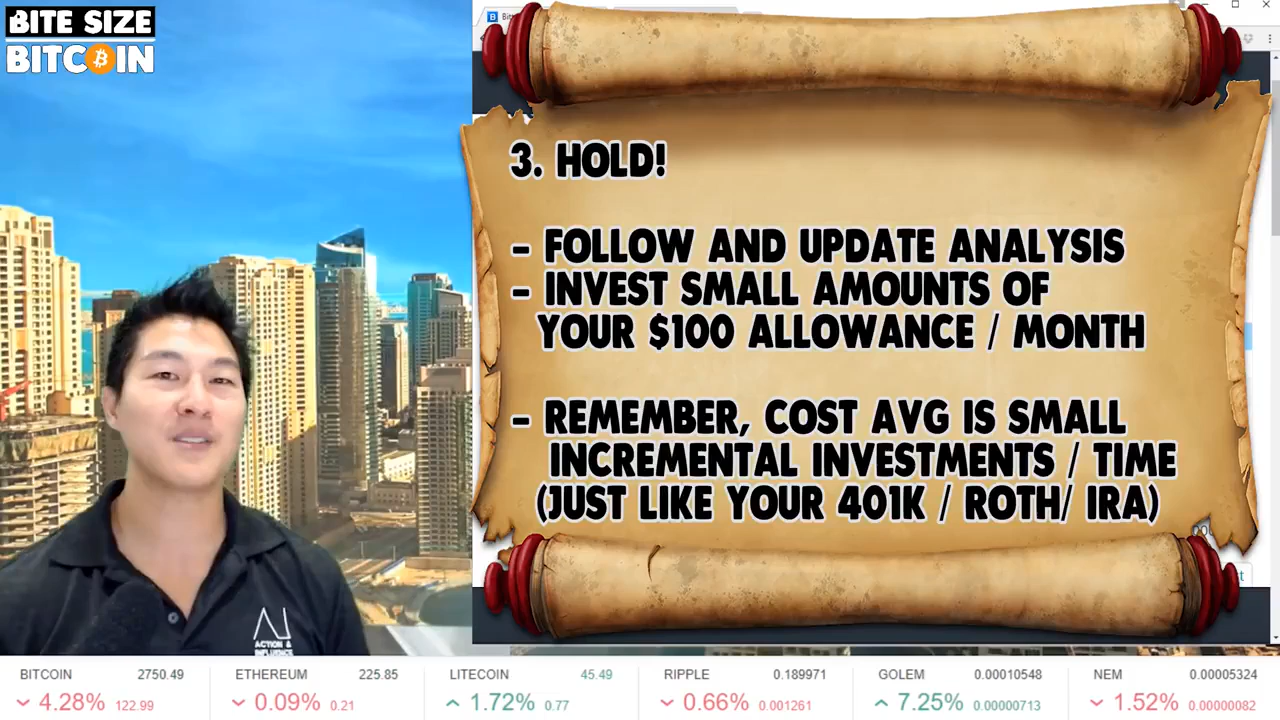 BITE SIZE
BITCOIN
3. HOLD!
- FOLLOW AND UPDATE ANALYSIS
- INVEST SMALL AMOUNTS OF
YOUR $100 ALLOWANCE / MONTH
- REMEMBER, COST AVG IS SMALL
INCREMENTAL INVESTMENTS / TIME
(JUST LIKE YOUR 401K / ROTH/ IRA)
ACTION &
INFLUENCE
BITCOIN 2750.49
4.28% 122.99
ETHEREUM 225.85
0.09% 0.21
LITECOIN 45.49
1.72% 0.77
RIPPLE 0.189971
0.66% 0.001261
GOLEM 0.00010548
7.25% 0.00000713
NEM 0.00005324
1.52% 0.00000082